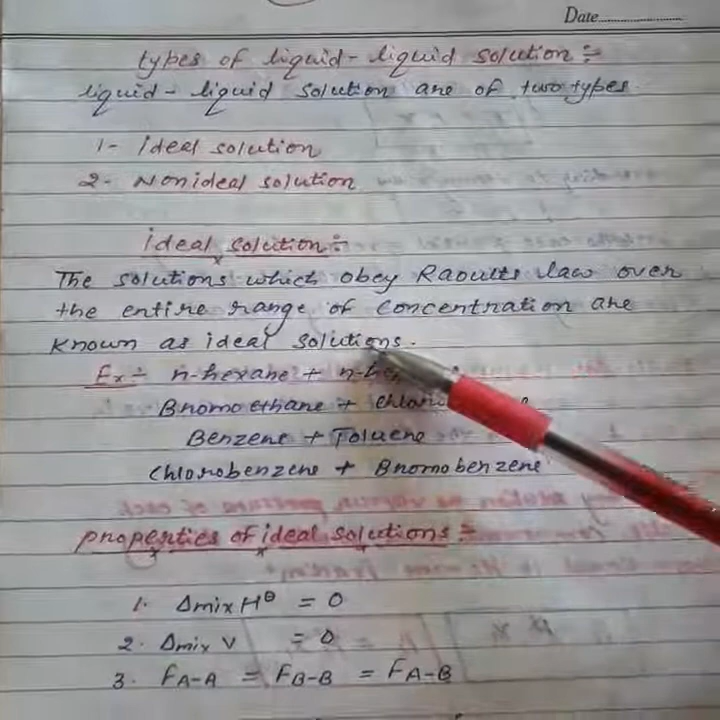 Date
types of liquid-liquid solution :-
liquid-liquid solution are of two types.
1- ideal solution
2- Nonideal solution
ideal solution :-
The solutions which obey Raoults law over
the entire range of concentration are
known as ideal solutions.
Ex :- n-hexane + n-he
Bromoethane + chloro
Benzene + Toluene
chlorobenzene + Bromobenzene
properties of ideal solutions :-
1. ΔmixH⊖ = 0
2. Δmix V = 0
3. FA-A = FB-B = FA-B